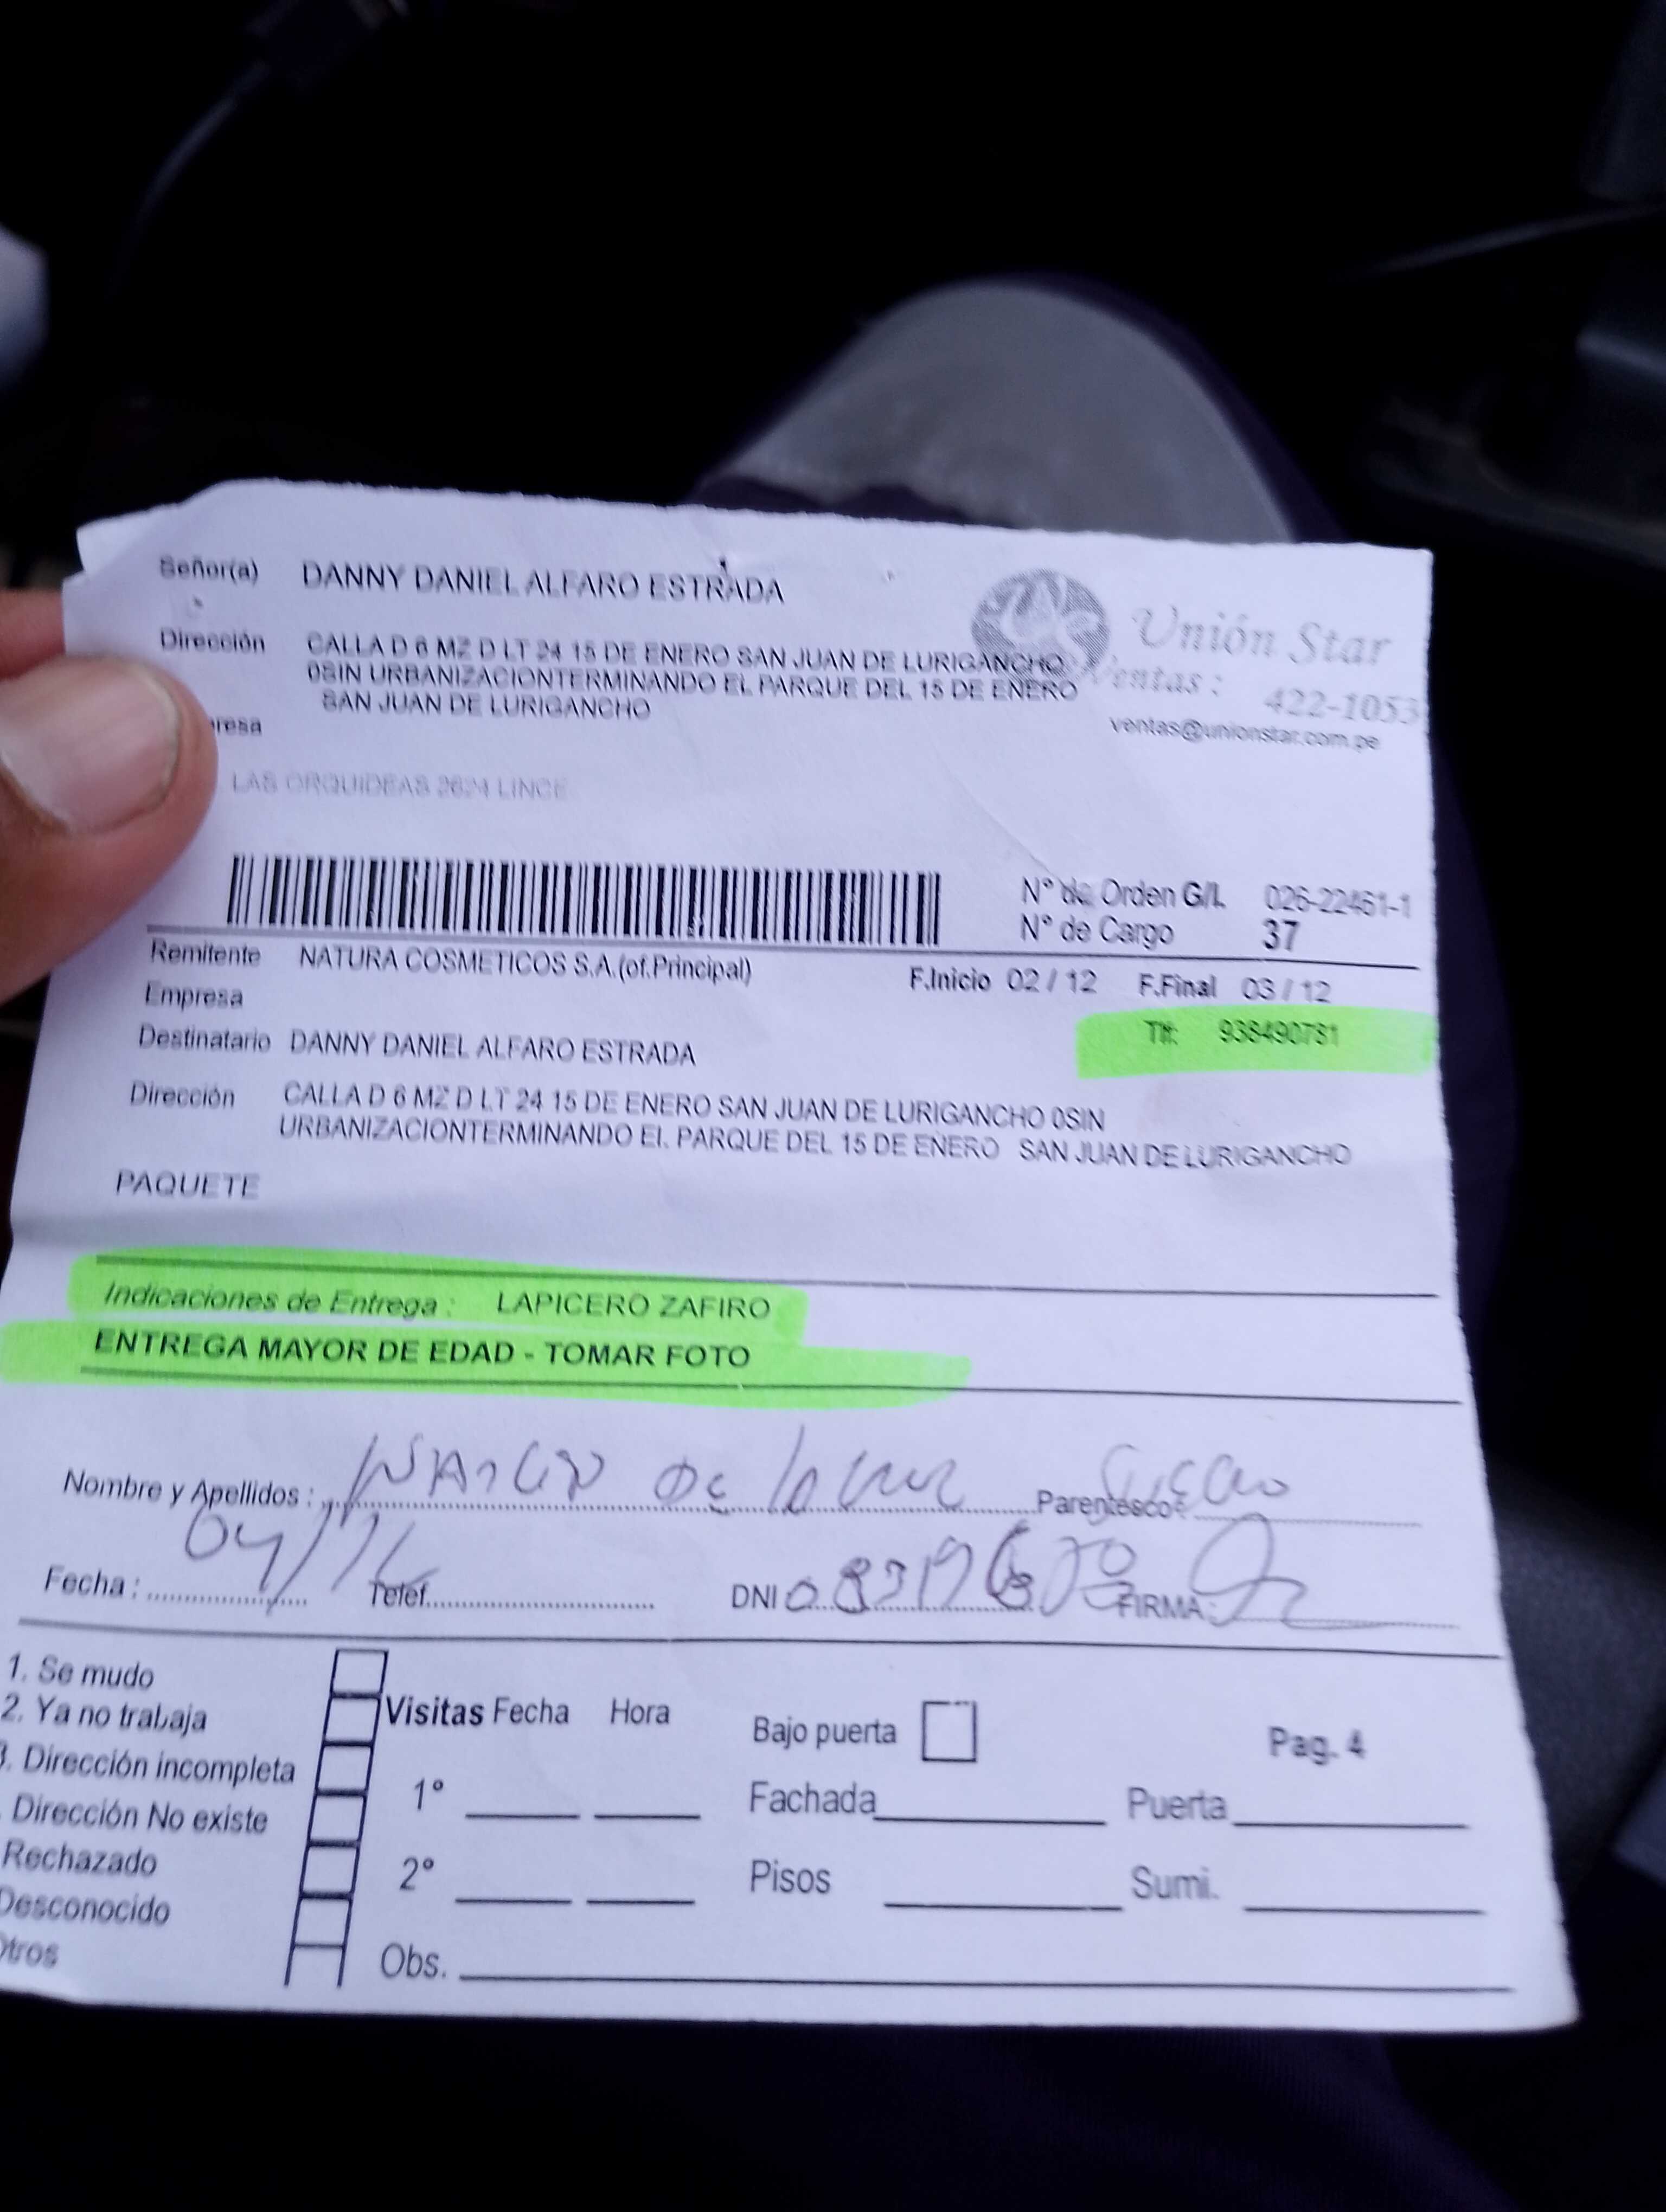 Señor(a) DANNY DANIEL ALFARO ESTRADA
Unión Star
Dirección CALLA D 6 MZ D LT 24 15 DE ENERO SAN JUAN DE LURIGANCHO
0SIN URBANIZACIONTERMINANDO EL PARQUE DEL 15 DE ENERO
Ventas : 422-1053
SAN JUAN DE LURIGANCHO
resa
ventas@unionstar.com.pe
LAS ORQUIDEAS 2624 LINCE
N° de Orden G/L 026-22461-1
N° de Cargo 37
Remitente NATURA COSMETICOS S.A.(of.Principal) F.Inicio 02 / 12 F.Final 03 / 12
Empresa
Tlf: 938490781
Destinatario DANNY DANIEL ALFARO ESTRADA
Dirección CALLA D 6 MZ D LT 24 15 DE ENERO SAN JUAN DE LURIGANCHO 0SIN
URBANIZACIONTERMINANDO EL PARQUE DEL 15 DE ENERO SAN JUAN DE LURIGANCHO
PAQUETE
Indicaciones de Entrega : LAPICERO ZAFIRO
ENTREGA MAYOR DE EDAD - TOMAR FOTO
Nombre y Apellidos : De la Cruz Parentesco : Suegro
Fecha : 04/12 Telef. DNI FIRMA:
1. Se mudo
2. Ya no trabaja
3. Dirección incompleta
. Dirección No existe
Rechazado
Desconocido
Otros
Visitas Fecha Hora
1°
2°
Obs.
Bajo puerta Pag. 4
Fachada Puerta
Pisos Sumi.